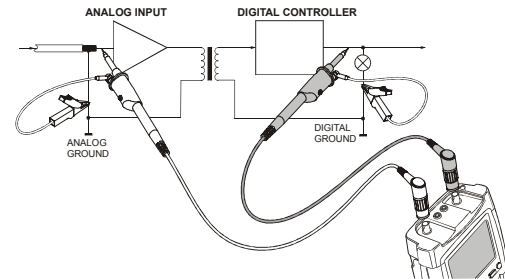 ANALOG INPUT
DIGITAL CONTROLLER
ANALOG
GROUND
DIGITAL
GROUND